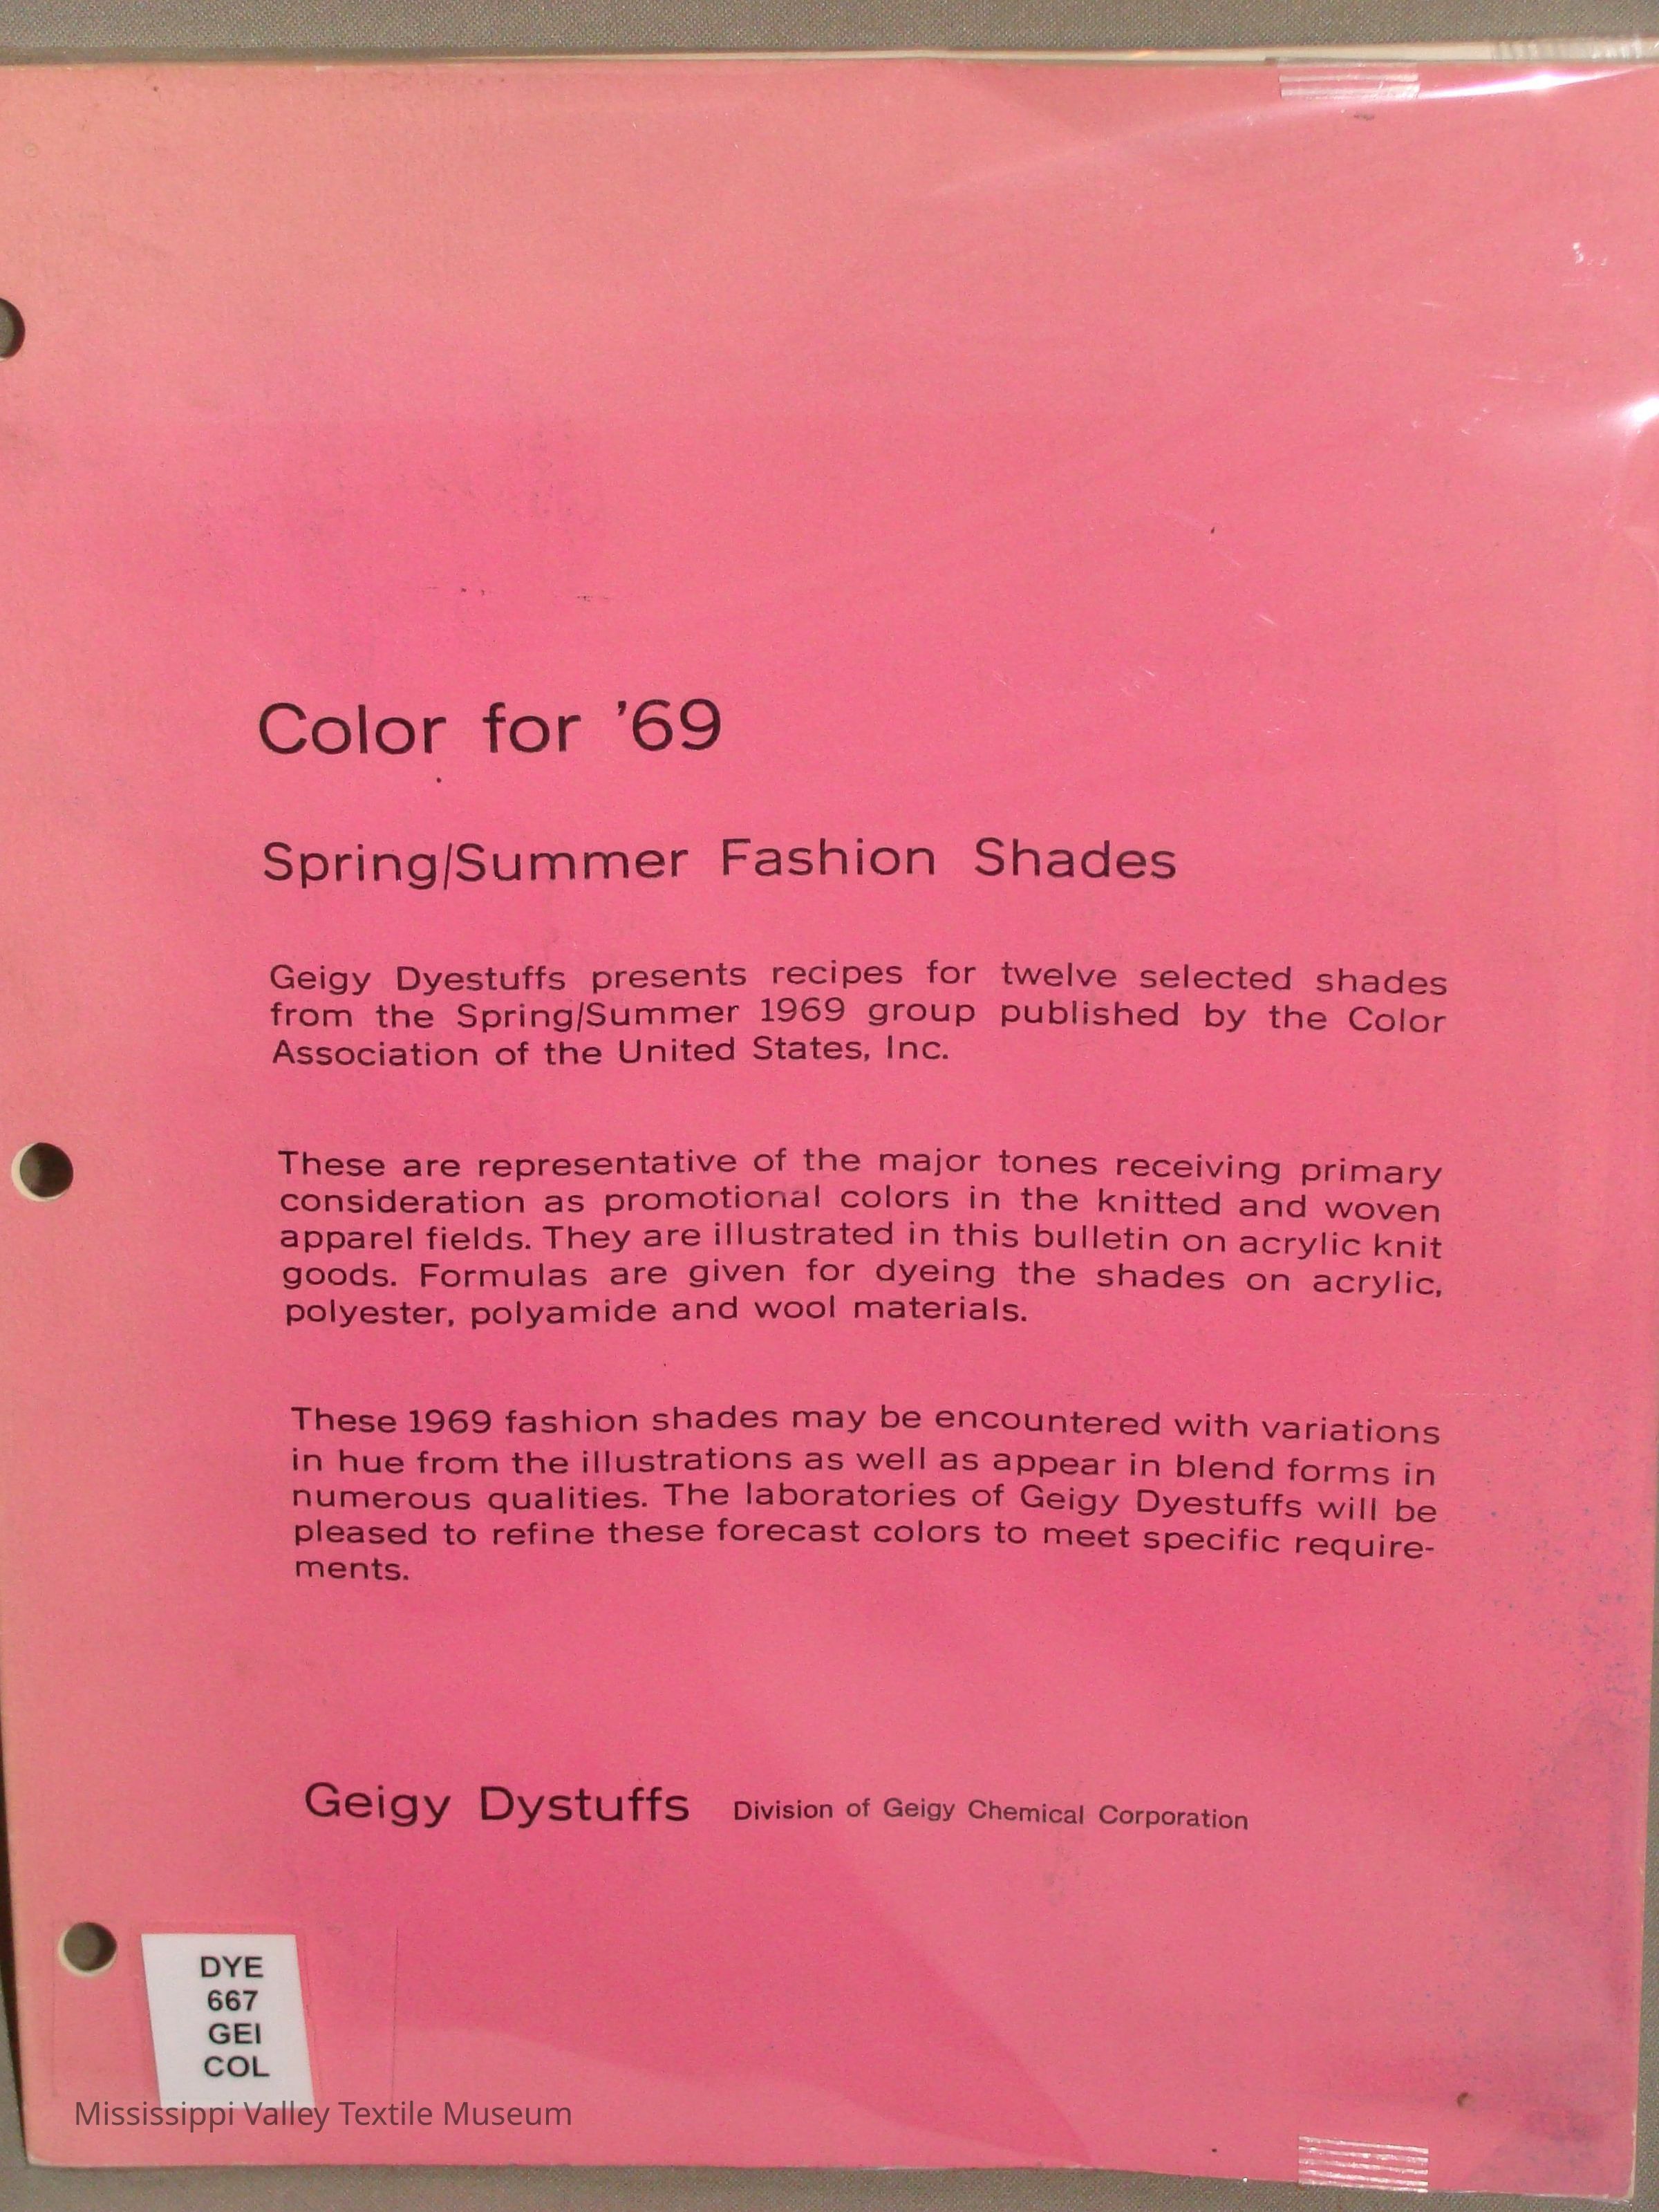 Color for '69
Spring/Summer Fashion Shades
Geigy Dyestuffs presents recipes for twelve selected shades
from the Spring/Summer 1969 group published by the Color
Association of the United States, Inc.
These are representative of the major tones receiving primary
consideration as promotional colors in the knitted and woven
apparel fields. They are illustrated in this bulletin on acrylic knit
goods. Formulas are given for dyeing the shades on acrylic,
polyester, polyamide and wool materials.
These 1969 fashion shades may be encountered with variations
in hue from the illustrations as well as appear in blend forms in
numerous qualities. The laboratories of Geigy Dyestuffs will be
pleased to refine these forecast colors to meet specific require-
ments.
Geigy Dystuffs Division of Geigy Chemical Corporation
DYE
667
GEI
COL
Mississippi Valley Textile Museum